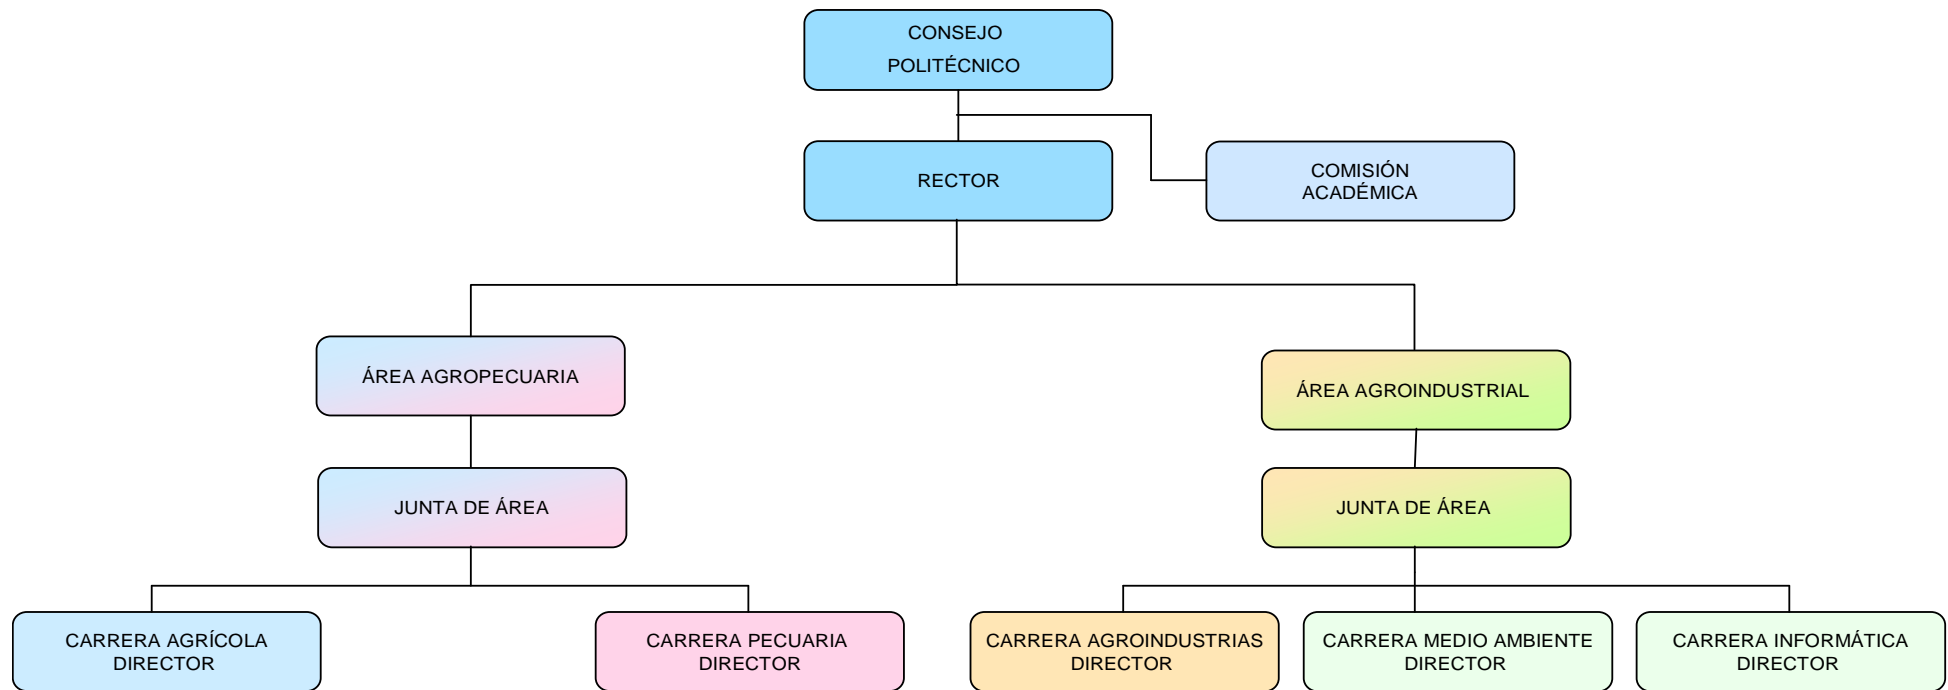 CONSEJO
POLITÉCNICO
RECTOR
COMISIÓN
ACADÉMICA
ÁREA AGROPECUARIA
ÁREA AGROINDUSTRIAL
JUNTA DE ÁREA
JUNTA DE ÁREA
CARRERA AGRÍCOLA
DIRECTOR
CARRERA PECUARIA
DIRECTOR
CARRERA AGROINDUSTRIAS
DIRECTOR
CARRERA MEDIO AMBIENTE
DIRECTOR
CARRERA INFORMÁTICA
DIRECTOR